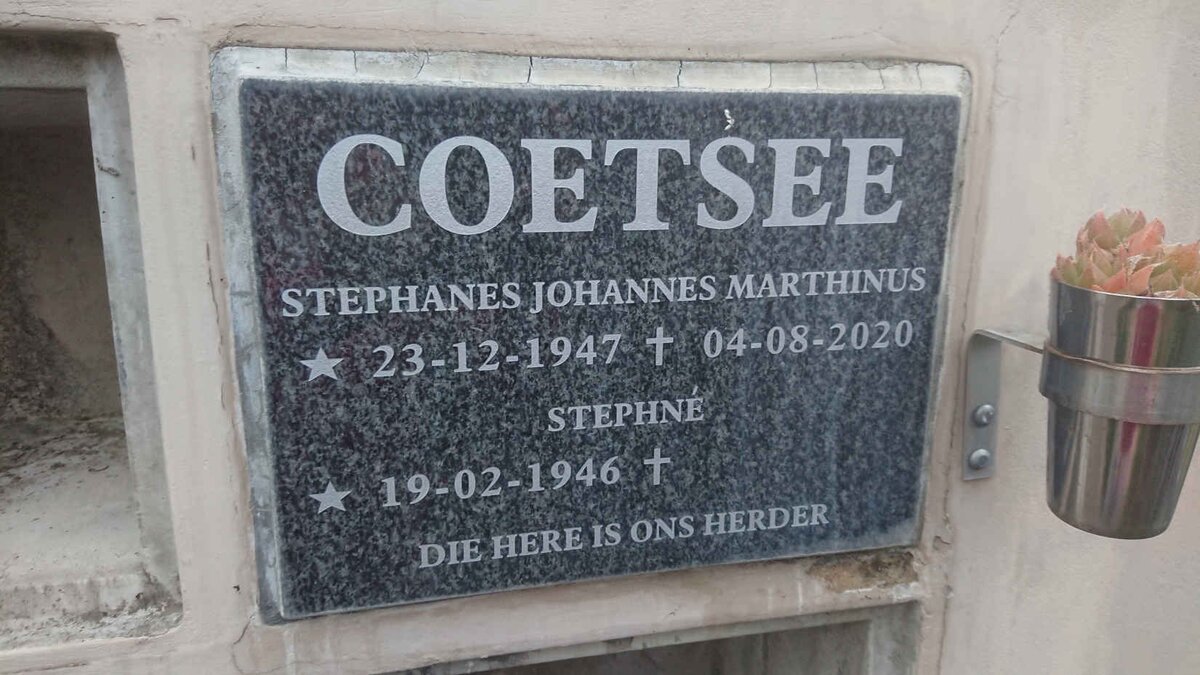 COETSEE
STEPHANES JOHANNES MARTHINUS
★ 23-12-1947 ✝ 04-08-2020
STEPHNÉ
★ 19-02-1946 ✝
DIE HERE IS ONS HERDER